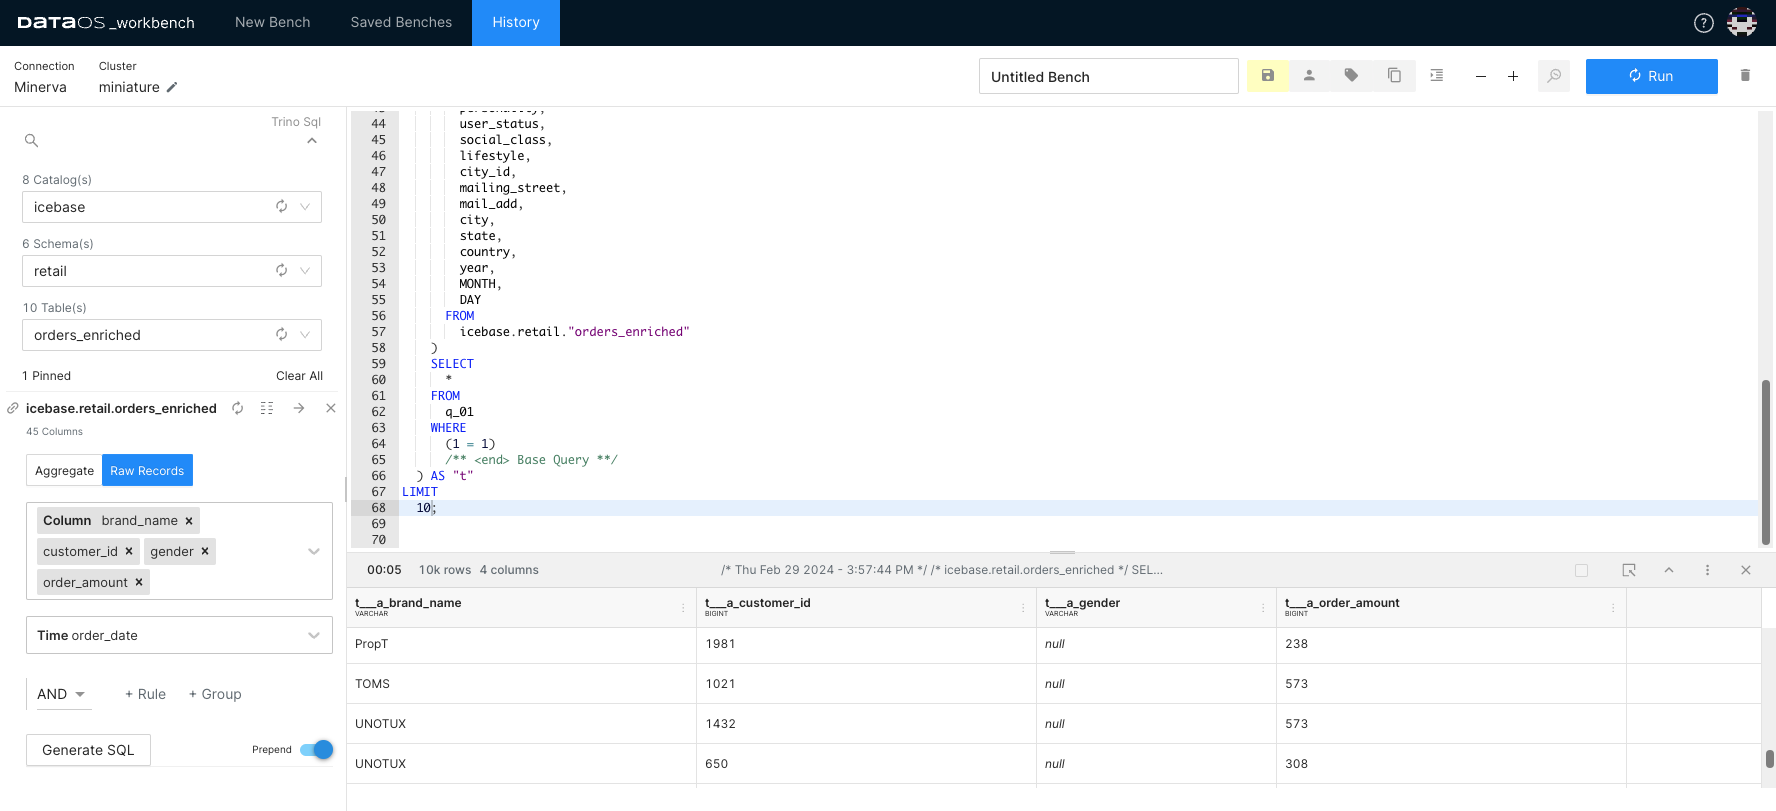 DATAOS _workbench New Bench Saved Benches History ?
Connection Cluster
Minerva miniature
Untitled Bench Run
Trino Sql
8 Catalog(s)
icebase
6 Schema(s)
retail
10 Table(s)
orders_enriched
1 Pinned Clear All
icebase.retail.orders_enriched
45 Columns
Aggregate Raw Records
Column brand_name ×
customer_id × gender ×
order_amount ×
Time order_date
AND + Rule + Group
Generate SQL Prepend
44 user_status,
45 social_class,
46 lifestyle,
47 city_id,
48 mailing_street,
49 mail_add,
50 city,
51 state,
52 country,
53 year,
54 MONTH,
55 DAY
56 FROM
57 icebase.retail."orders_enriched"
58 )
59 SELECT
60 *
61 FROM
62 q_01
63 WHERE
64 (1 = 1)
65 /** <end> Base Query **/
66 ) AS "t"
67 LIMIT
68 10;
69
70
00:05 10k rows 4 columns /* Thu Feb 29 2024 - 3:57:44 PM */ /* icebase.retail.orders_enriched */ SEL...
t___a_brand_name t___a_customer_id t___a_gender t___a_order_amount
VARCHAR BIGINT VARCHAR BIGINT
PropT 1981 null 238
TOMS 1021 null 573
UNOTUX 1432 null 573
UNOTUX 650 null 308